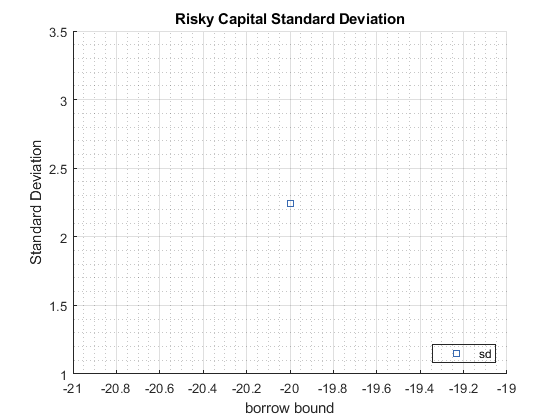 Risky Capital Standard Deviation
3.5
3
2.5
2
1.5
1
Standard Deviation
sd
-21 -20.8 -20.6 -20.4 -20.2 -20 -19.8 -19.6 -19.4 -19.2 -19
borrow bound